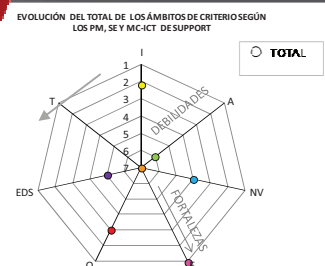 EVOLUCIÓN DEL TOTAL DE LOS ÁMBITOS DE CRITERIO SEGÚN
LOS PM, SE Y MC-ICT DE SUPPORT
TOTAL
I
1
2
3
4
5
6
7
T
A
DEBILIDADES
EDS
NV
FORTALEZAS